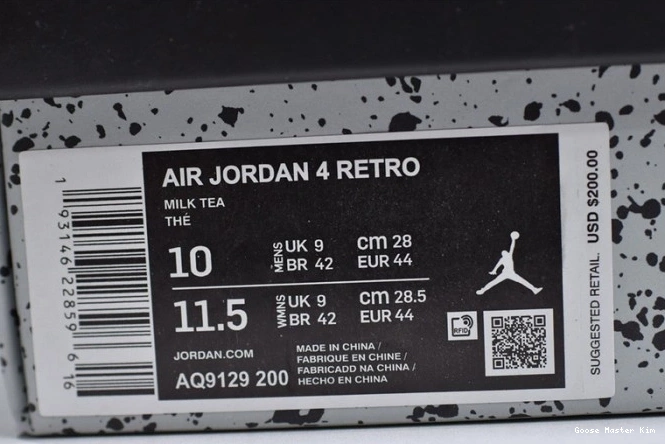 AIR JORDAN 4 RETRO
MILK TEA
THÉ
10
MENS
UK 9
BR 42
cm 28
EUR 44
11.5
WMNS
UK 9
BR 42
cm 28.5
EUR 44
JORDAN.COM
AQ9129 200
MADE IN CHINA /
FABRIQUE EN CHINE /
FABRICADD NA CHINA /
HECHO EN CHINA
RFID
SUGGESTED RETAIL. USD $200.00
1 93146 22859 6 16
Goose Master Kim